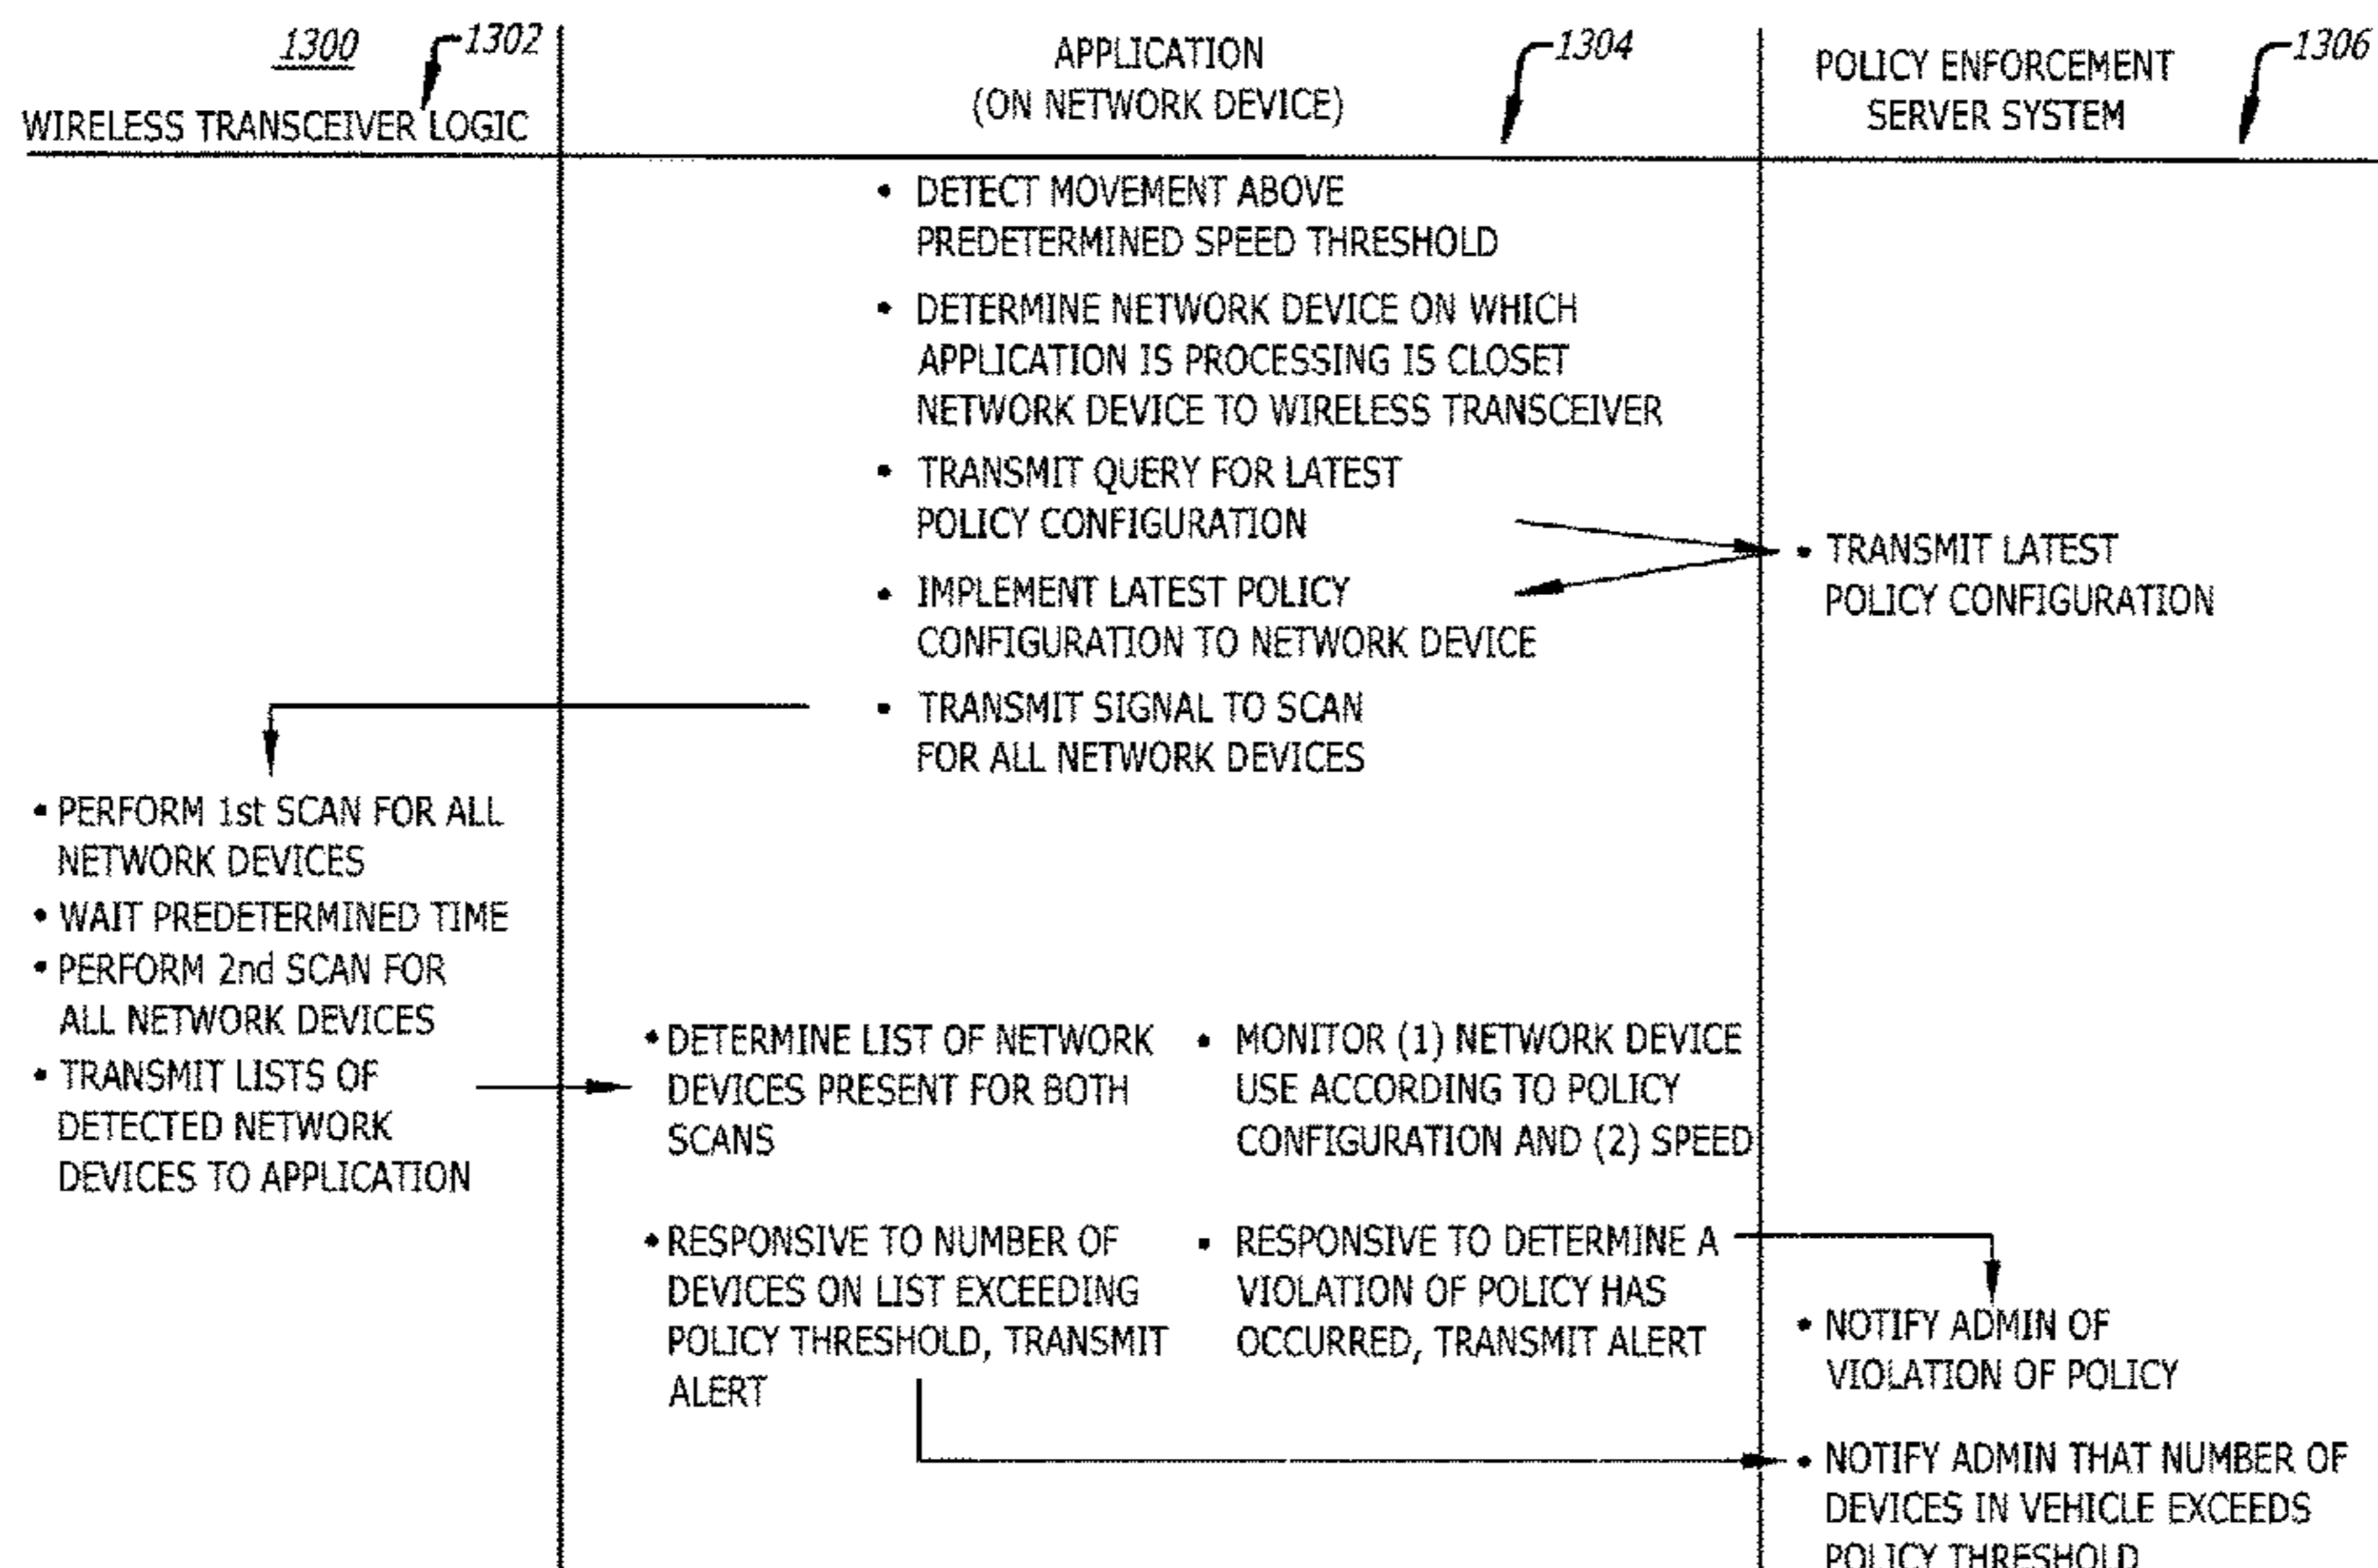 1300
1302
WIRELESS TRANSCEIVER LOGIC
APPLICATION
(ON NETWORK DEVICE)
1304
POLICY ENFORCEMENT
SERVER SYSTEM
1306
• DETECT MOVEMENT ABOVE
PREDETERMINED SPEED THRESHOLD
• DETERMINE NETWORK DEVICE ON WHICH
APPLICATION IS PROCESSING IS CLOSET
NETWORK DEVICE TO WIRELESS TRANSCEIVER
• TRANSMIT QUERY FOR LATEST
POLICY CONFIGURATION
• TRANSMIT LATEST
POLICY CONFIGURATION
• IMPLEMENT LATEST POLICY
CONFIGURATION TO NETWORK DEVICE
• TRANSMIT SIGNAL TO SCAN
FOR ALL NETWORK DEVICES
• PERFORM 1st SCAN FOR ALL
NETWORK DEVICES
• WAIT PREDETERMINED TIME
• PERFORM 2nd SCAN FOR
ALL NETWORK DEVICES
• TRANSMIT LISTS OF
DETECTED NETWORK
DEVICES TO APPLICATION
• DETERMINE LIST OF NETWORK
DEVICES PRESENT FOR BOTH
SCANS
• MONITOR (1) NETWORK DEVICE
USE ACCORDING TO POLICY
CONFIGURATION AND (2) SPEED
• RESPONSIVE TO NUMBER OF
DEVICES ON LIST EXCEEDING
POLICY THRESHOLD, TRANSMIT
ALERT
• RESPONSIVE TO DETERMINE A
VIOLATION OF POLICY HAS
OCCURRED, TRANSMIT ALERT
• NOTIFY ADMIN OF
VIOLATION OF POLICY
• NOTIFY ADMIN THAT NUMBER OF
DEVICES IN VEHICLE EXCEEDS
POLICY THRESHOLD